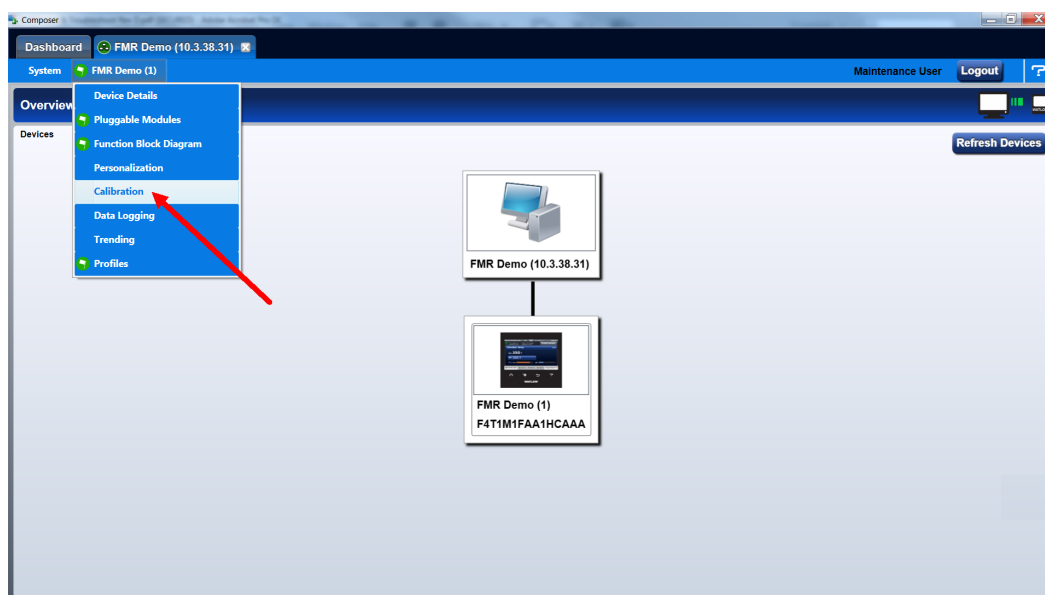 Composer
Dashboard FMR Demo (10.3.38.31)
System FMR Demo (1) Maintenance User Logout ?
Overview
Device Details
Pluggable Modules
Function Block Diagram
Personalization
Calibration
Data Logging
Trending
Profiles
Devices
Refresh Devices
FMR Demo (10.3.38.31)
FMR Demo (1)
F4T1M1FAA1HCAAA